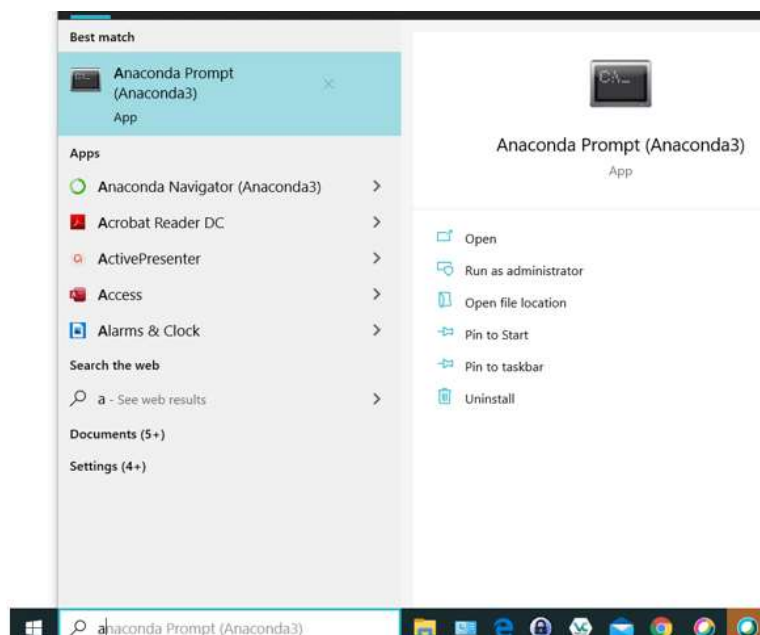 Best match
Anaconda Prompt
(Anaconda3)
App
Apps
Anaconda Navigator (Anaconda3)
Acrobat Reader DC
ActivePresenter
Access
Alarms & Clock
Search the web
a - See web results
Documents (5+)
Settings (4+)
C:\_
Anaconda Prompt (Anaconda3)
App
Open
Run as administrator
Open file location
Pin to Start
Pin to taskbar
Uninstall
anaconda Prompt (Anaconda3)